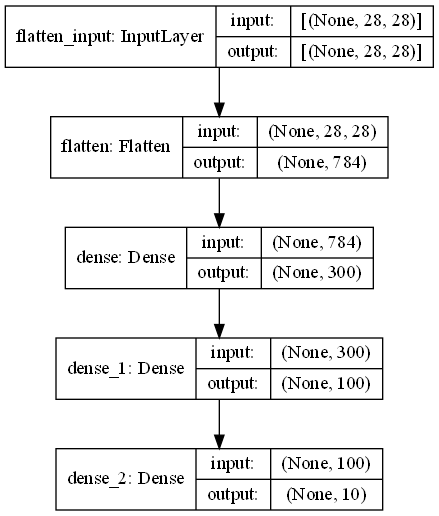 flatten_input: InputLayer
input: [(None, 28, 28)]
output: [(None, 28, 28)]
flatten: Flatten
input: (None, 28, 28)
output: (None, 784)
dense: Dense
input: (None, 784)
output: (None, 300)
dense_1: Dense
input: (None, 300)
output: (None, 100)
dense_2: Dense
input: (None, 100)
output: (None, 10)